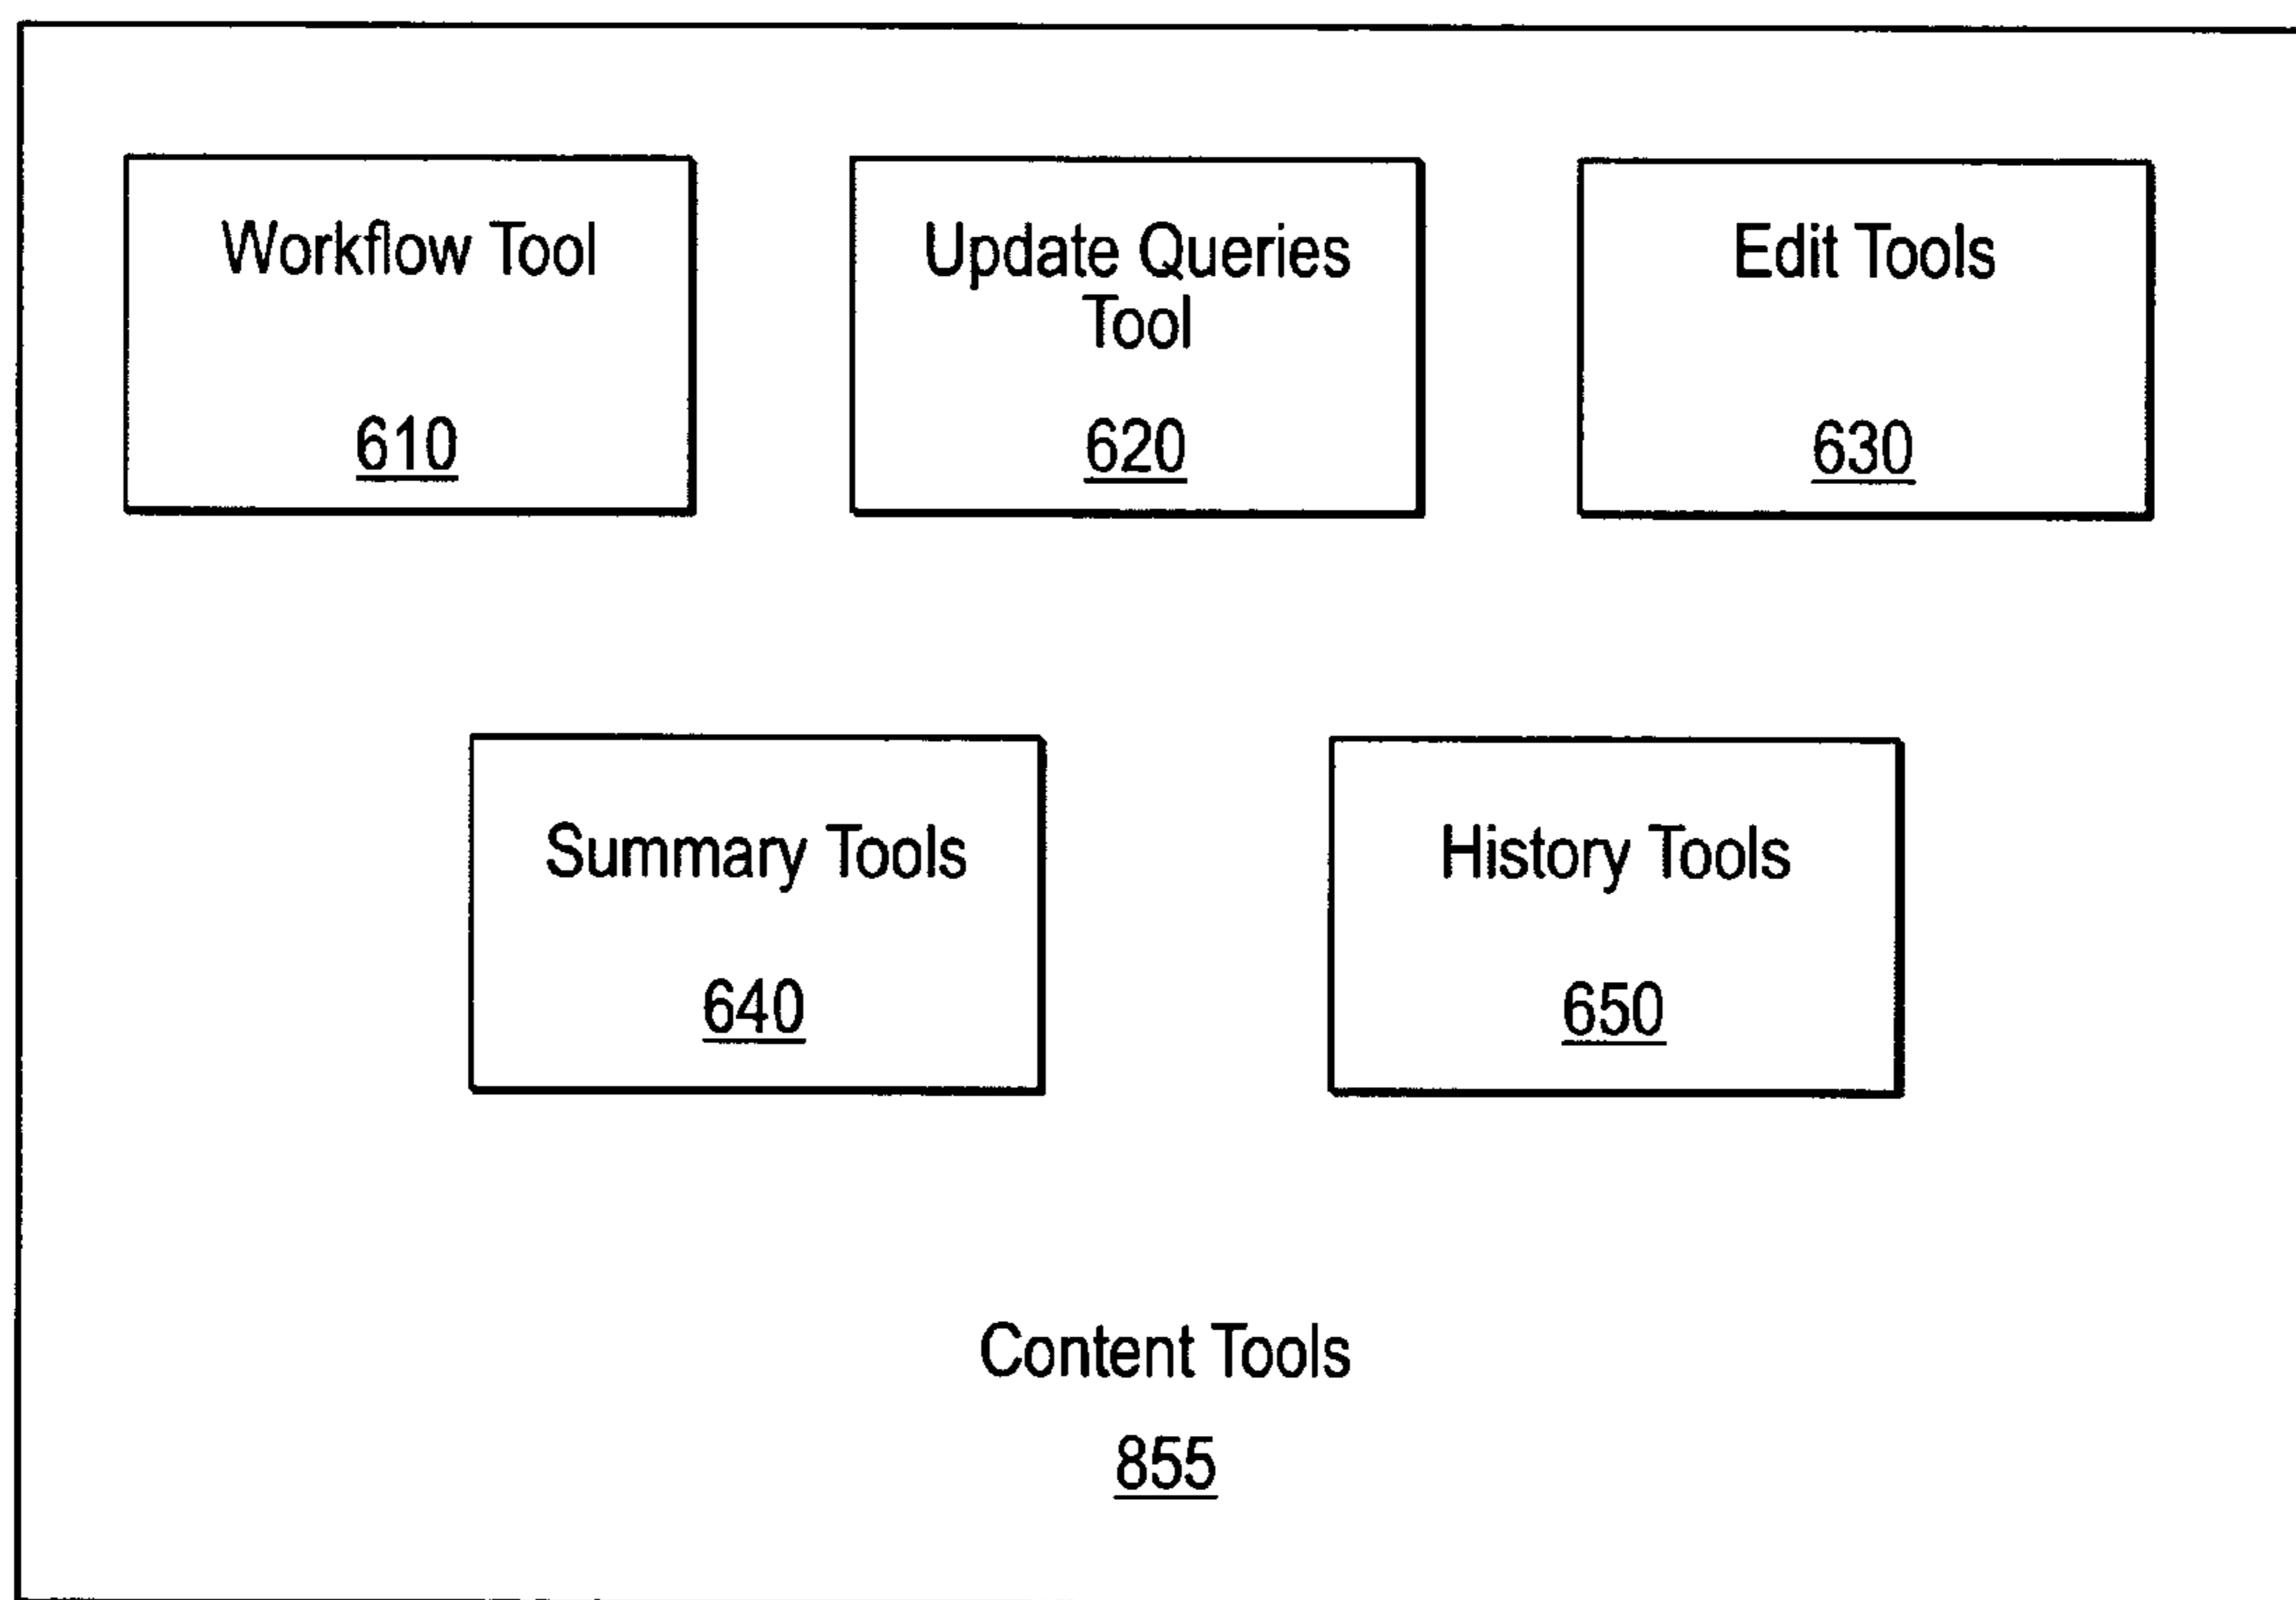 Workflow Tool
610
Update Queries
Tool
620
Edit Tools
630
Summary Tools
640
History Tools
650
Content Tools
855